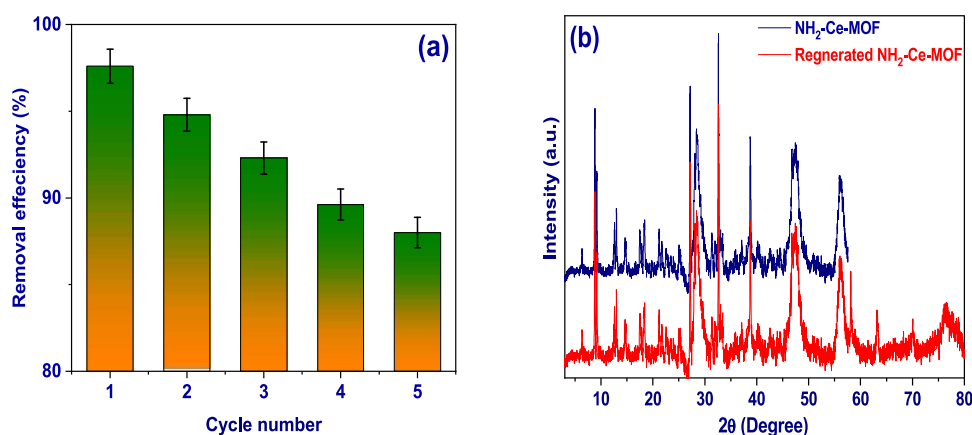 (a)
Removal effeciency (%)
100
90
80
1 2 3 4 5
Cycle number
(b)
NH₂-Ce-MOF
Regnerated NH₂-Ce-MOF
Intensity (a.u.)
10 20 30 40 50 60 70 80
2θ (Degree)